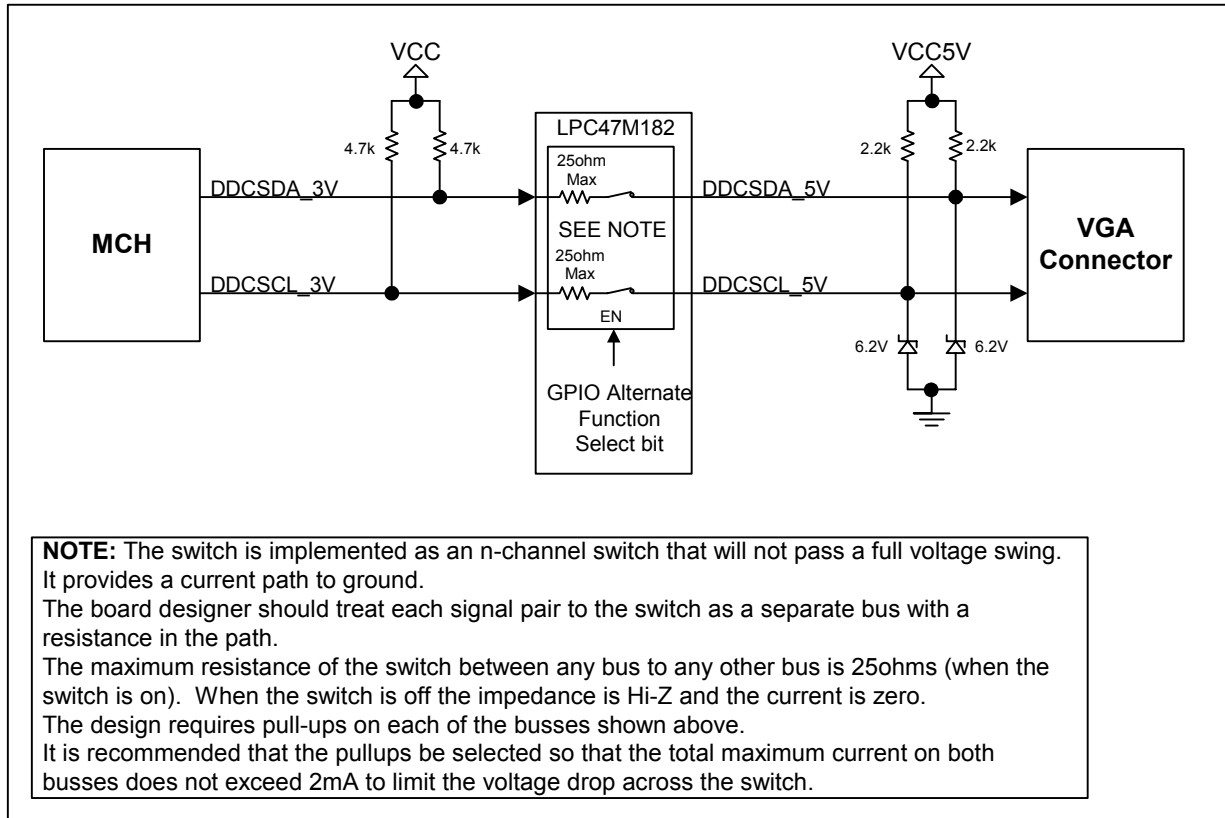 VCC
VCC5V
LPC47M182
4.7k
4.7k
2.2k
2.2k
25ohm
Max
DDCSDA_3V
DDCSDA_5V
MCH
SEE NOTE
VGA
Connector
25ohm
Max
DDCSCL_3V
DDCSCL_5V
EN
6.2V
6.2V
GPIO Alternate
Function
Select bit
NOTE: The switch is implemented as an n-channel switch that will not pass a full voltage swing.
It provides a current path to ground.
The board designer should treat each signal pair to the switch as a separate bus with a
resistance in the path.
The maximum resistance of the switch between any bus to any other bus is 25ohms (when the
switch is on). When the switch is off the impedance is Hi-Z and the current is zero.
The design requires pull-ups on each of the busses shown above.
It is recommended that the pullups be selected so that the total maximum current on both
busses does not exceed 2mA to limit the voltage drop across the switch.